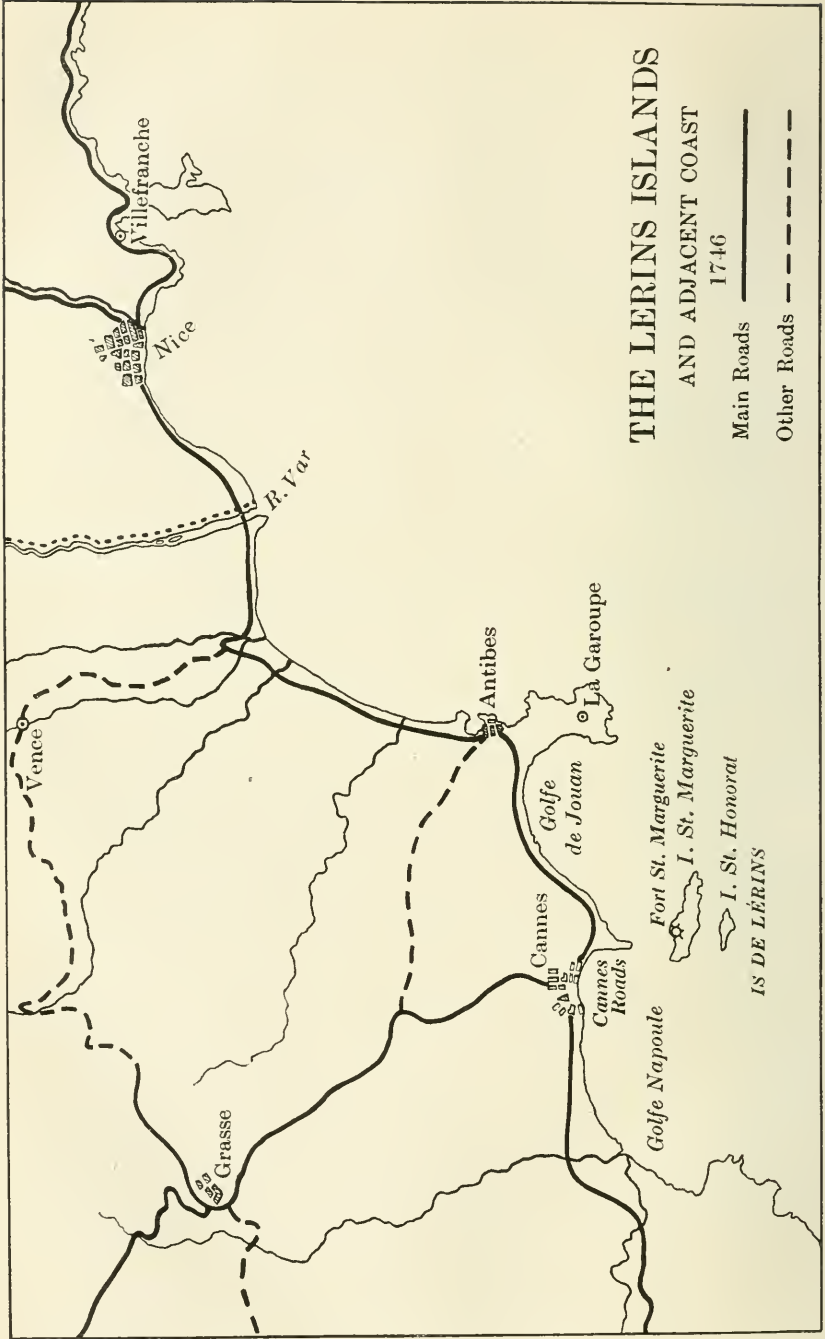 THE LERINS ISLANDS
AND ADJACENT COAST
1746
Main Roads
Other Roads
Villefranche
Nice
R. Var
Vence
Antibes
La Garoupe
Golfe
de Jouan
Cannes
Cannes
Roads
Fort St. Marguerite
I. St. Marguerite
I. St. Honorat
IS DE LÉRINS
Golfe Napoule
Grasse